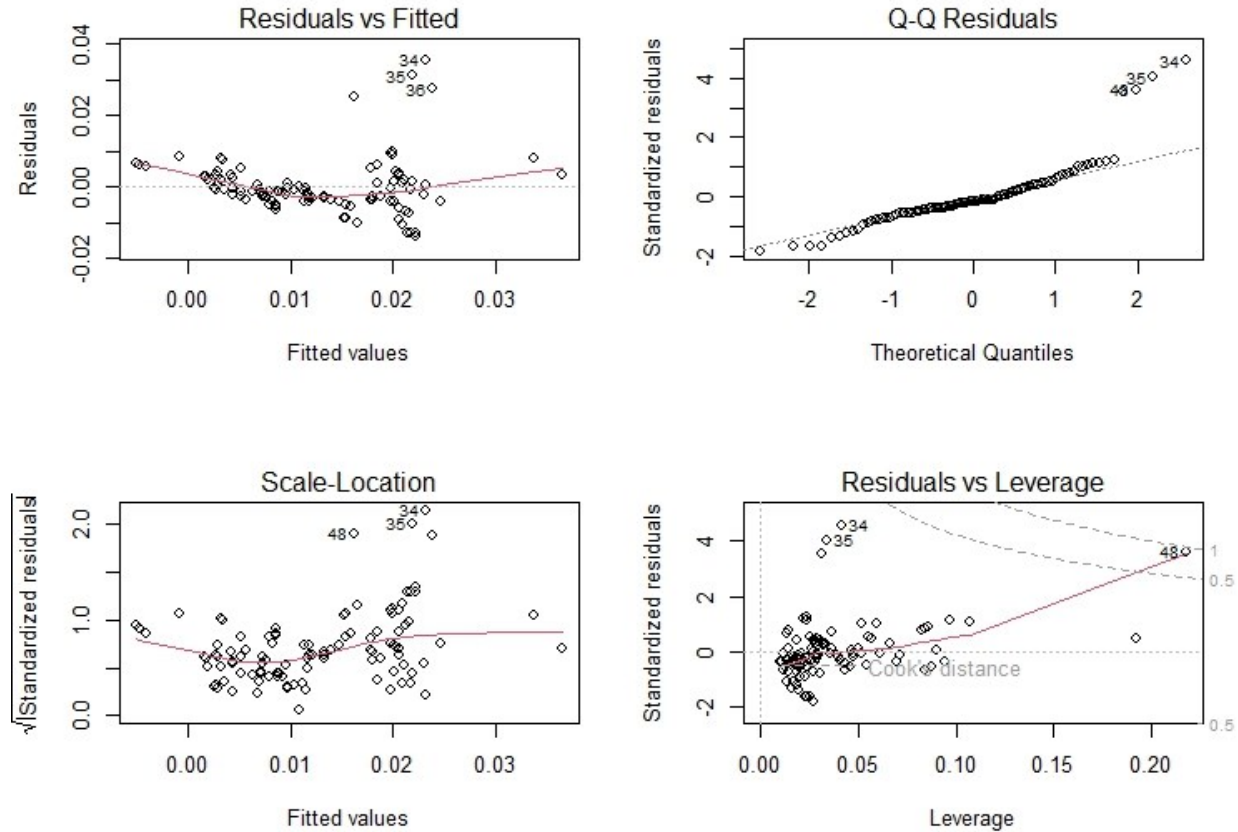 Residuals vs Fitted
Residuals
0.04
0.02
0.00
-0.02
34
35
36
0.00 0.01 0.02 0.03
Fitted values
Q-Q Residuals
Standardized residuals
4
2
0
-2
34
35
-2 -1 0 1 2
Theoretical Quantiles
Scale-Location
√|Standardized residuals|
2.0
1.0
0.0
34
35
48
0.00 0.01 0.02 0.03
Fitted values
Residuals vs Leverage
Standardized residuals
4
2
0
-2
34
35
48
1
0.5
Cook's distance
0.5
0.00 0.05 0.10 0.15 0.20
Leverage